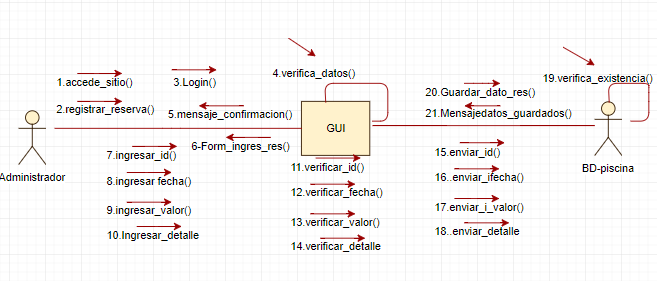 1.accede_sitio()
3.Login()
4.verifica_datos()
19.verifica_existencia()
20.Guardar_dato_res()
2.registrar_reserva()
5.mensaje_confirmacion()
21.Mensajedatos_guardados()
GUI
6-Form_ingres_res()
7.ingresar_id()
15.enviar_id()
11.verificar_id()
Administrador
BD-piscina
8.ingresar fecha()
16..enviar_ifecha()
12.verificar_fecha()
9.ingresar_valor()
17.enviar_i_valor()
13.verificar_valor()
10.Ingresar_detalle
18..enviar_detalle
14.verificar_detalle